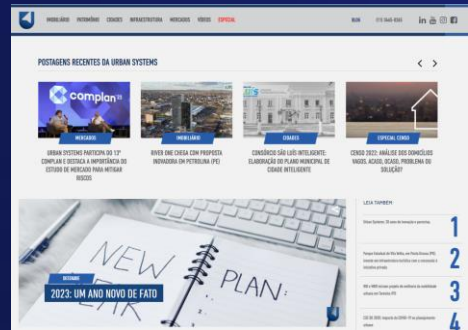 IMOBILIÁRIO PATRIMÔNIO CIDADES INFRAESTRUTURA MERCADOS VÍDEOS ESPECIAL
BLOG
in
POSTAGENS RECENTES DA URBAN SYSTEMS
complan
MERCADOS
IMOBILIÁRIO
CIDADES
ESPECIAL CENSO
URBAN SYSTEMS PARTICIPA DO 13º
COMPLAN E DESTACA A IMPORTÂNCIA DO
ESTUDO DE MERCADO PARA MITIGAR
RISCOS
RIVER ONE CHEGA COM PROPOSTA
INOVADORA EM PETROLINA (PE)
CONSÓRCIO SÃO LUÍS INTELIGENTE:
ELABORAÇÃO DO PLANO MUNICIPAL DE
CIDADE INTELIGENTE
CENSO 2022: ANÁLISE DOS DOMICÍLIOS
VAGOS, ACASO, OCASO, PROBLEMA OU
SOLUÇÃO?
NEW PLAN:
2023: UM ANO NOVO DE FATO
LEIA TAMBÉM
1
2
3
4